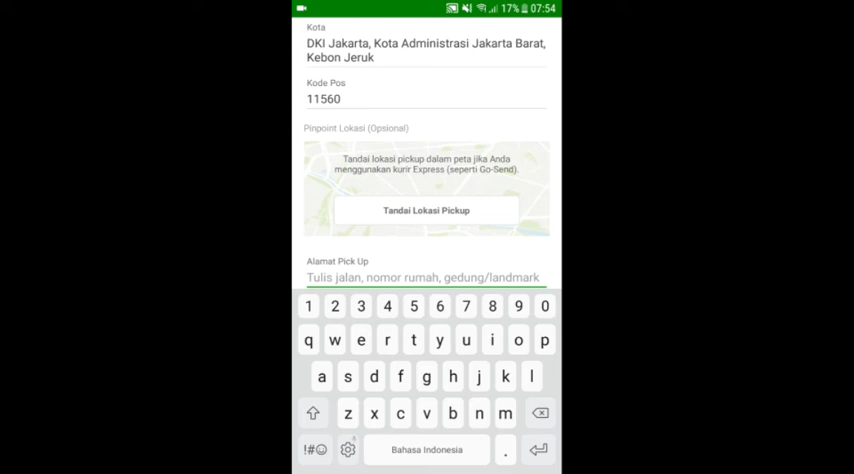 17% 07:54
Kota
DKI Jakarta, Kota Administrasi Jakarta Barat,
Kebon Jeruk
Kode Pos
11560
Pinpoint Lokasi (Opsional)
Tandai lokasi pickup dalam peta jika Anda
menggunakan kurir Express (seperti Go-Send).
Tandai Lokasi Pickup
Alamat Pick Up
Tulis jalan, nomor rumah, gedung/landmark
1 2 3 4 5 6 7 8 9 0
q w e r t y u i o p
a s d f g h j k l
z x c v b n m
!#☺ Bahasa Indonesia .